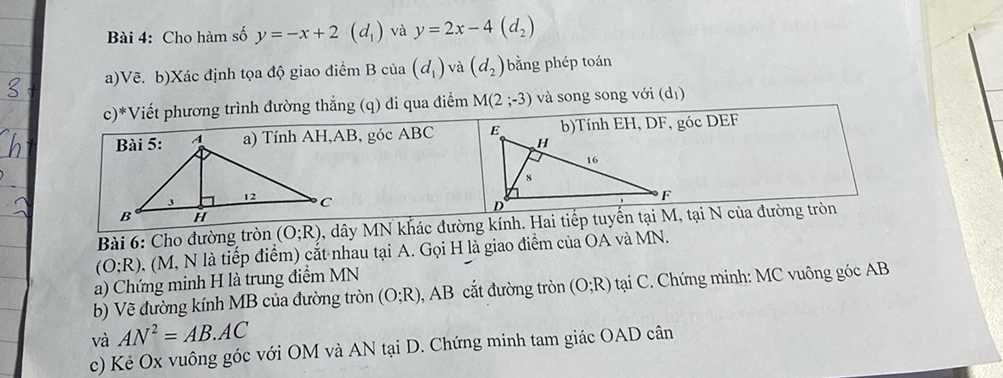 Bài 4: Cho hàm số y = −x + 2 (d₁) và y = 2x − 4 (d₂)
a)Vẽ. b)Xác định tọa độ giao điểm B của (d₁) và (d₂) bằng phép toán
c)*Viết phương trình đường thẳng (q) đi qua điểm M(2 ;-3) và song song với (d₁)
Bài 5: a) Tính AH,AB, góc ABC
A
3
12
B
H
C
b)Tính EH, DF, góc DEF
E
H
16
8
D
F
Bài 6: Cho đường tròn (O;R), dây MN khác đường kính. Hai tiếp tuyến tại M, tại N của đường tròn
(O;R), (M, N là tiếp điểm) cắt nhau tại A. Gọi H là giao điểm của OA và MN.
a) Chứng minh H là trung điểm MN
b) Vẽ đường kính MB của đường tròn (O;R), AB cắt đường tròn (O;R) tại C. Chứng minh: MC vuông góc AB
và AN² = AB.AC
c) Kẻ Ox vuông góc với OM và AN tại D. Chứng minh tam giác OAD cân